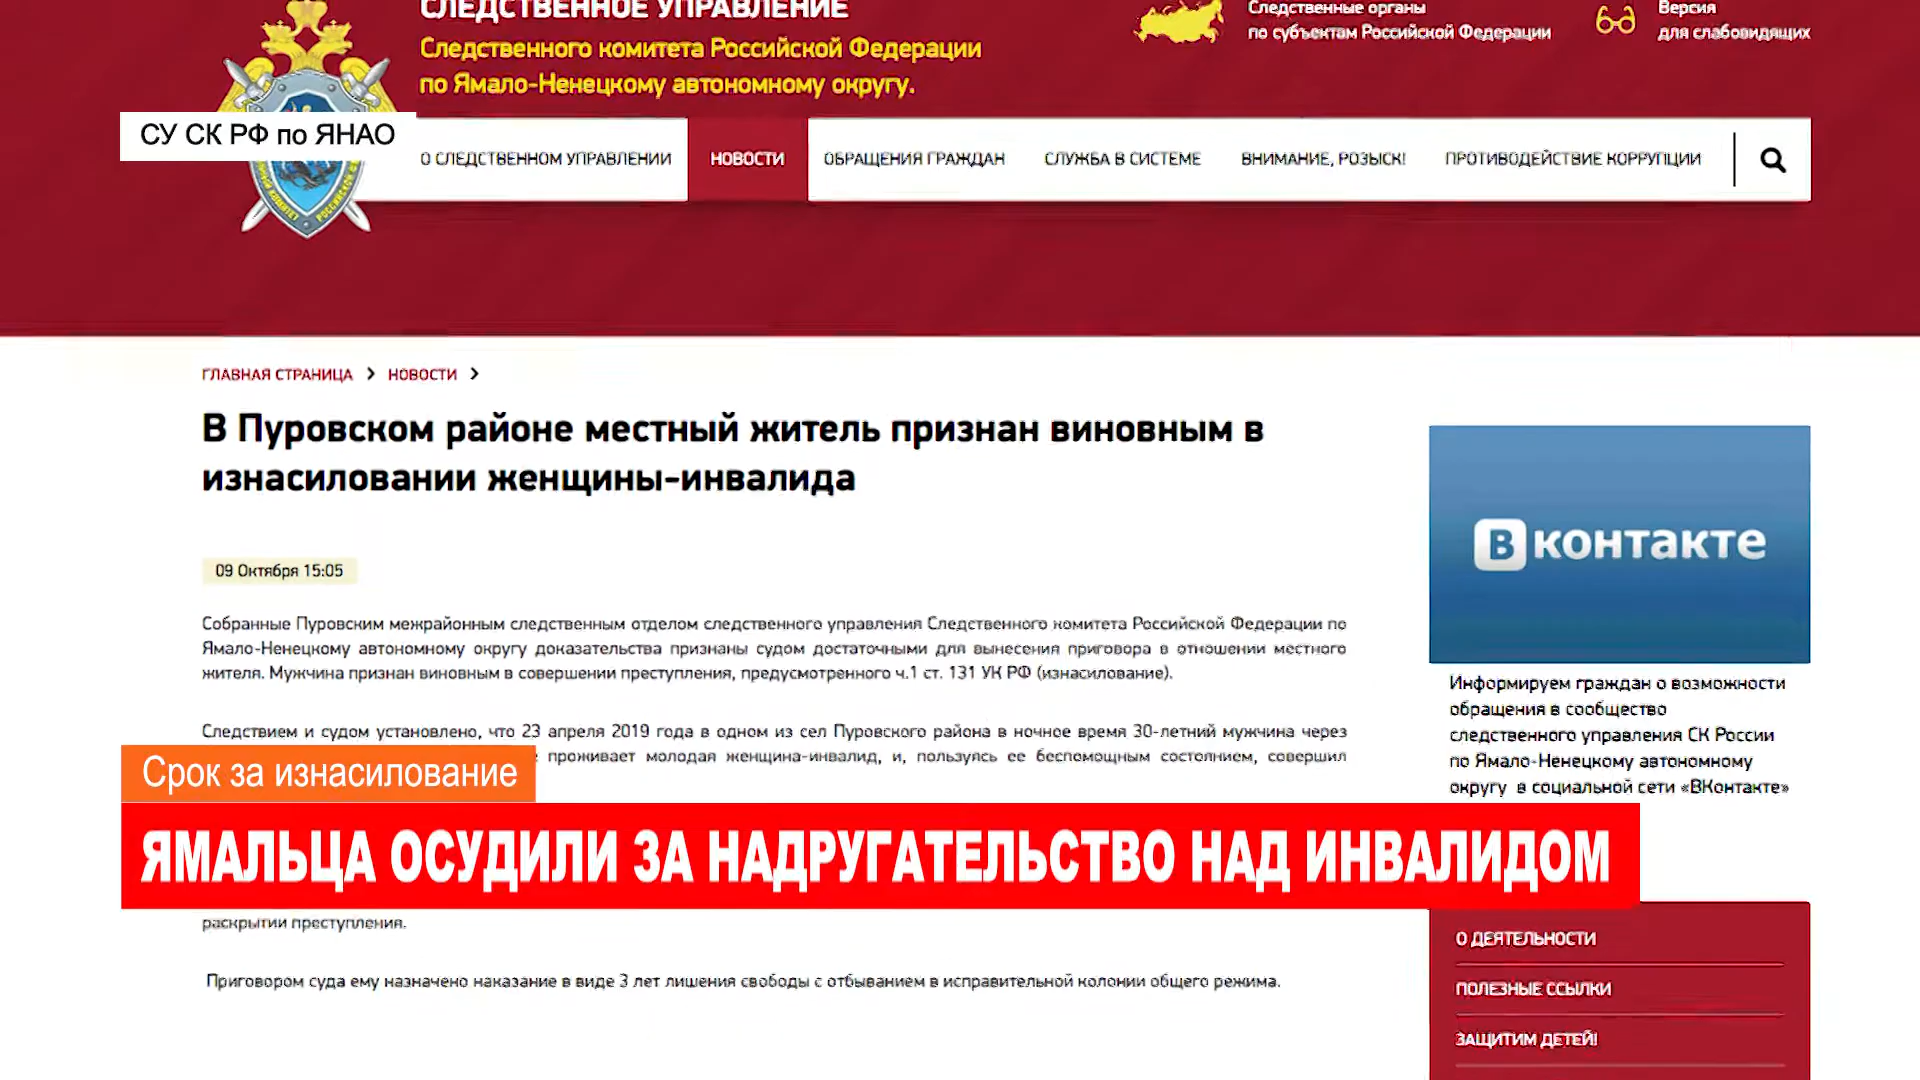 СЛЕДСТВЕННОЕ УПРАВЛЕНИЕ
Следственного комитета Российской Федерации
по Ямало-Ненецкому автономному округу.
Следственные органы
по субъектам Российской Федерации
Версия
для слабовидящих
СУ СК РФ по ЯНАО
О СЛЕДСТВЕННОМ УПРАВЛЕНИИ
НОВОСТИ
ОБРАЩЕНИЯ ГРАЖДАН
СЛУЖБА В СИСТЕМЕ
ВНИМАНИЕ, РОЗЫСК!
ПРОТИВОДЕЙСТВИЕ КОРРУПЦИИ
ГЛАВНАЯ СТРАНИЦА > НОВОСТИ >
В Пуровском районе местный житель признан виновным в
изнасиловании женщины-инвалида
09 Октября 15:05
Собранные Пуровским межрайонным следственным отделом следственного управления Следственного комитета Российской Федерации по
Ямало-Ненецкому автономному округу доказательства признаны судом достаточными для вынесения приговора в отношении местного
жителя. Мужчина признан виновным в совершении преступления, предусмотренного ч.1 ст. 131 УК РФ (изнасилование).
Следствием и судом установлено, что 23 апреля 2019 года в одном из сел Пуровского района в ночное время 30-летний мужчина через
проживает молодая женщина-инвалид, и, пользуясь ее беспомощным состоянием, совершил
Срок за изнасилование
ЯМАЛЬЦА ОСУДИЛИ ЗА НАДРУГАТЕЛЬСТВО НАД ИНВАЛИДОМ
раскрытии преступления.
Приговором суда ему назначено наказание в виде 3 лет лишения свободы с отбыванием в исправительной колонии общего режима.
В контакте
Информируем граждан о возможности
обращения в сообщество
следственного управления СК России
по Ямало-Ненецкому автономному
округу в социальной сети «ВКонтакте»
О ДЕЯТЕЛЬНОСТИ
ПОЛЕЗНЫЕ ССЫЛКИ
ЗАЩИТИМ ДЕТЕЙ!